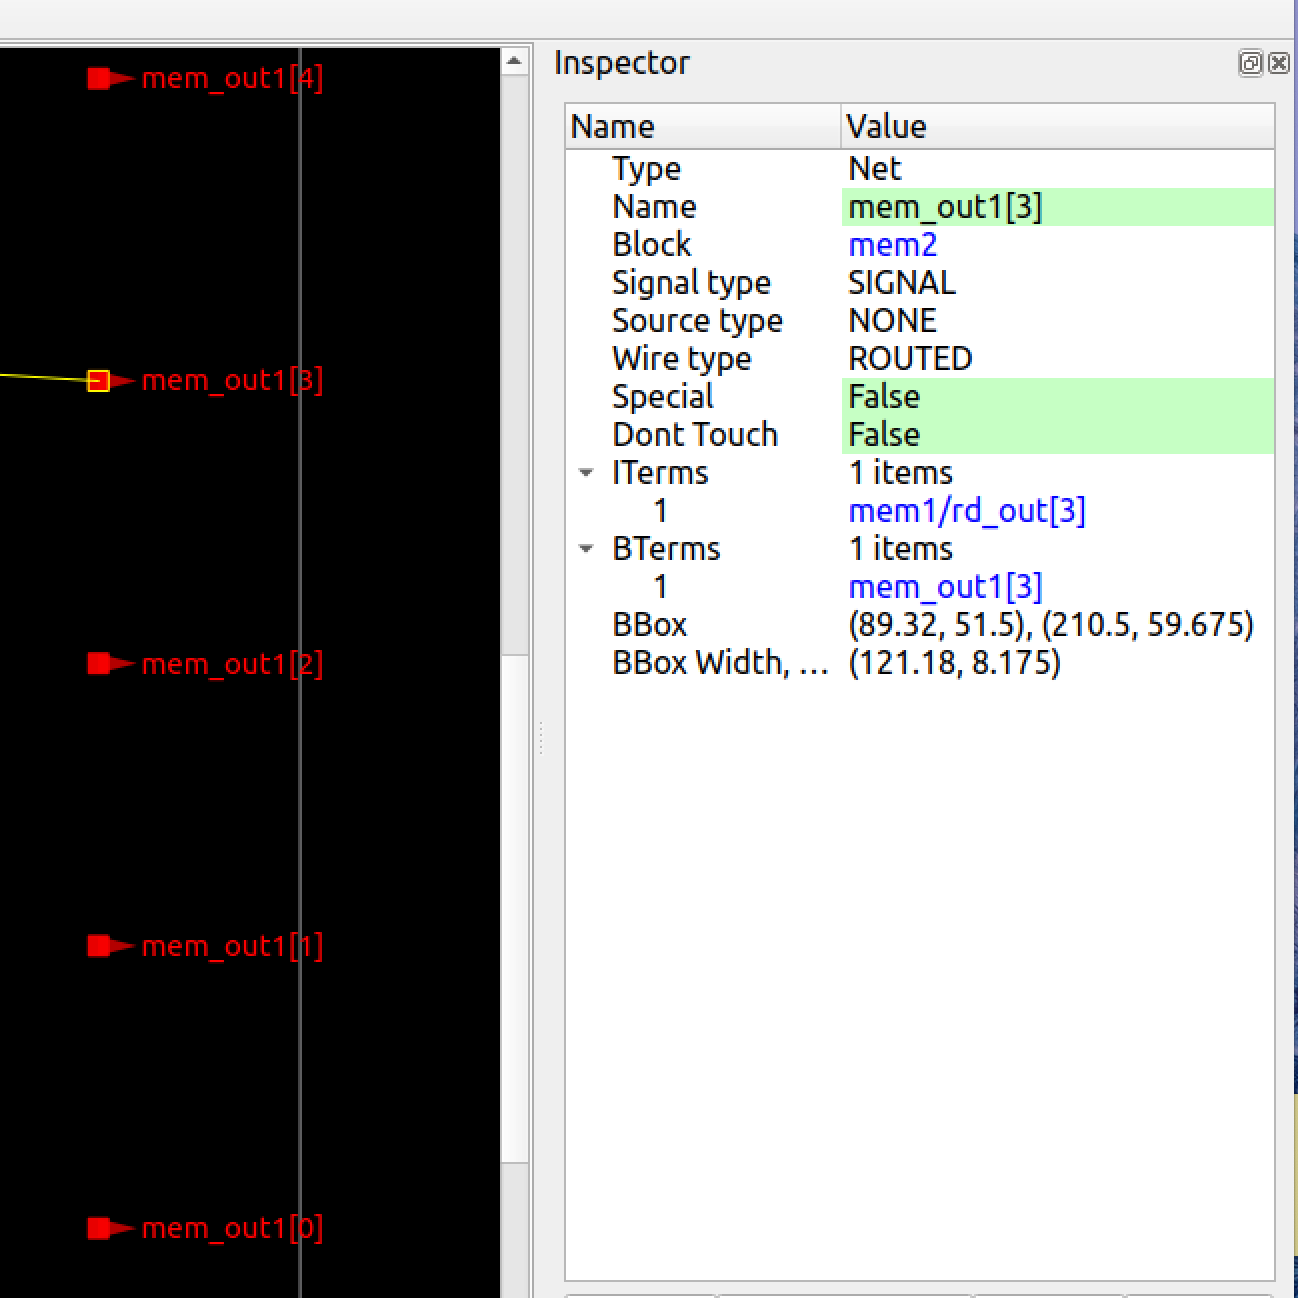 mem_out1[4]
mem_out1[3]
mem_out1[2]
mem_out1[1]
mem_out1[0]
Inspector
Name Value
Type Net
Name mem_out1[3]
Block mem2
Signal type SIGNAL
Source type NONE
Wire type ROUTED
Special False
Dont Touch False
ITerms 1 items
1 mem1/rd_out[3]
BTerms 1 items
1 mem_out1[3]
BBox (89.32, 51.5), (210.5, 59.675)
BBox Width, ... (121.18, 8.175)